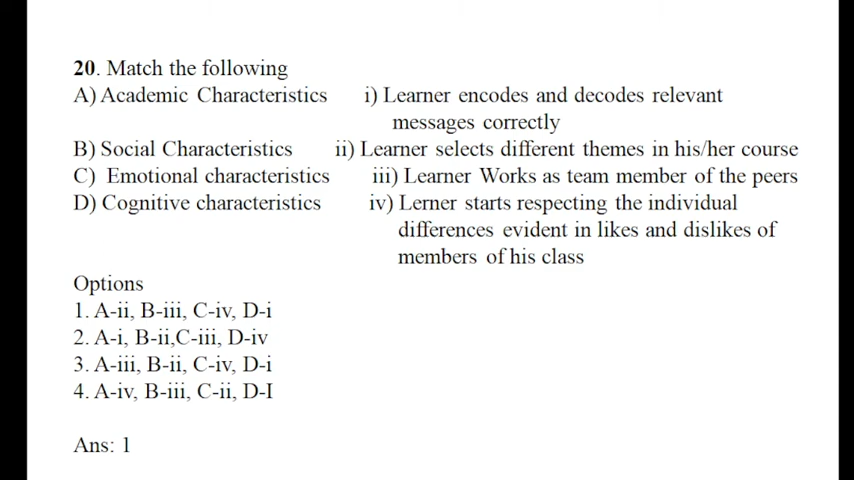 20. Match the following
A) Academic Characteristics i) Learner encodes and decodes relevant
messages correctly
B) Social Characteristics ii) Learner selects different themes in his/her course
C) Emotional characteristics iii) Learner Works as team member of the peers
D) Cognitive characteristics iv) Lerner starts respecting the individual
differences evident in likes and dislikes of
members of his class
Options
1. A-ii, B-iii, C-iv, D-i
2. A-i, B-ii,C-iii, D-iv
3. A-iii, B-ii, C-iv, D-i
4. A-iv, B-iii, C-ii, D-I
Ans: 1